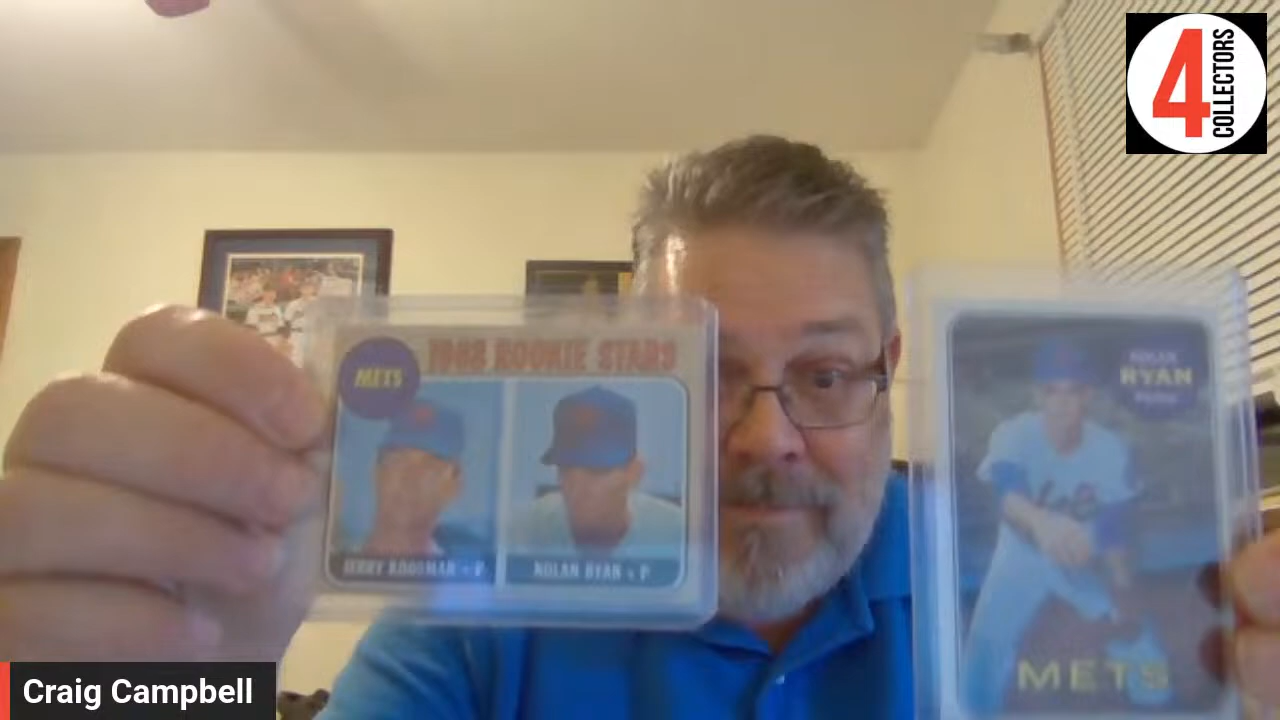 4
COLLECTORS
METS
1968 ROOKIE STARS
JERRY KOOSMAN • P
NOLAN RYAN • P
NOLAN
RYAN
PITCHER
METS
Craig Campbell